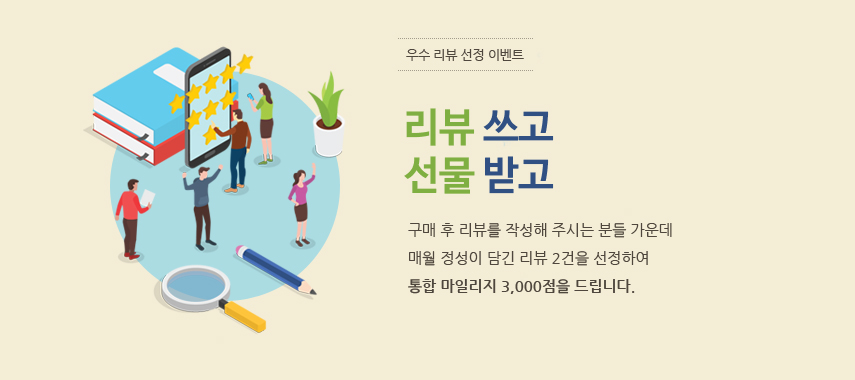 우수 리뷰 선정 이벤트
리뷰 쓰고
선물 받고
구매 후 리뷰를 작성해 주시는 분들 가운데
매월 정성이 담긴 리뷰 2건을 선정하여
통합 마일리지 3,000점을 드립니다.